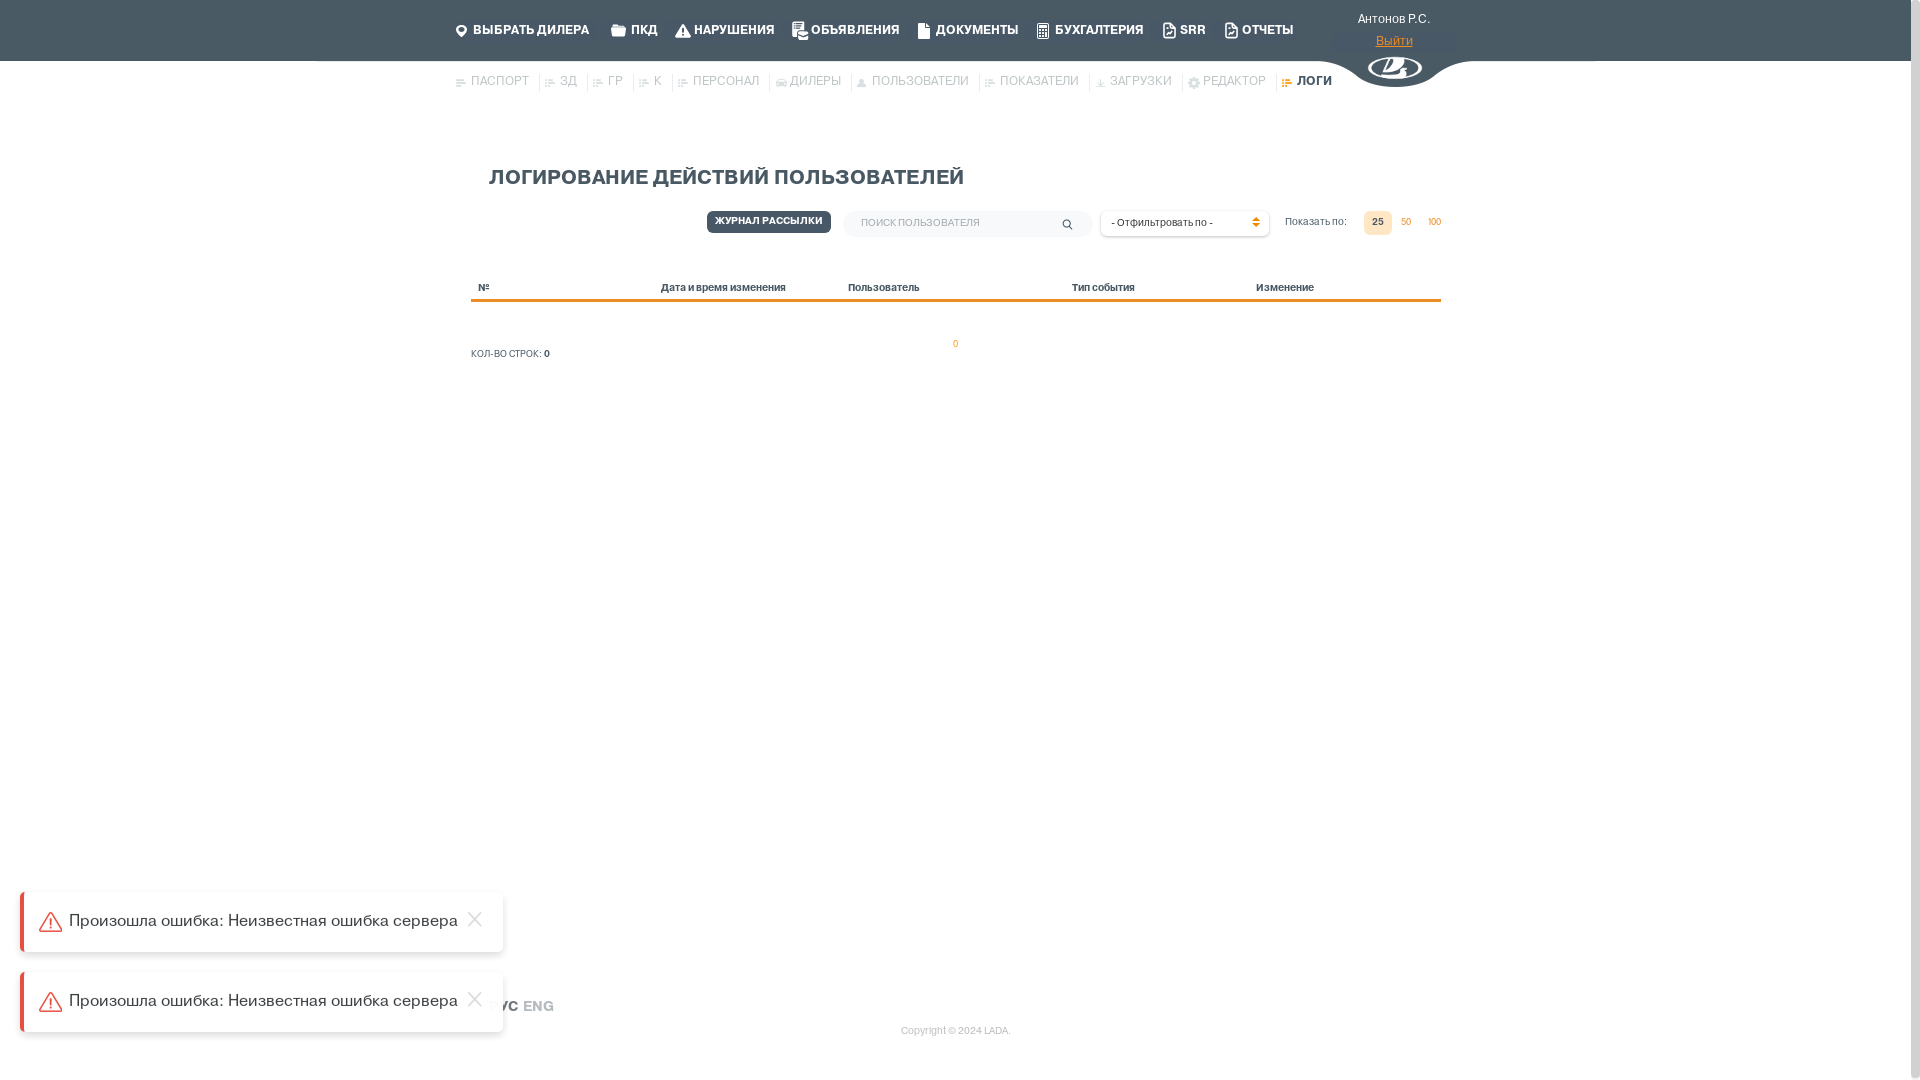 ВЫБРАТЬ ДИЛЕРА ПКД НАРУШЕНИЯ ОБЪЯВЛЕНИЯ ДОКУМЕНТЫ БУХГАЛТЕРИЯ SRR ОТЧЕТЫ
Антонов Р.С.
Выйти
ПАСПОРТ ЗД ГР К ПЕРСОНАЛ ДИЛЕРЫ ПОЛЬЗОВАТЕЛИ ПОКАЗАТЕЛИ ЗАГРУЗКИ РЕДАКТОР ЛОГИ
ЛОГИРОВАНИЕ ДЕЙСТВИЙ ПОЛЬЗОВАТЕЛЕЙ
ЖУРНАЛ РАССЫЛКИ ПОИСК ПОЛЬЗОВАТЕЛЯ - Отфильтровать по - Показать по: 25 50 100
№ Дата и время изменения Пользователь Тип события Изменение
0
КОЛ-ВО СТРОК: 0
Произошла ошибка: Неизвестная ошибка сервера
Произошла ошибка: Неизвестная ошибка сервера
УС ENG
Copyright © 2024 LADA.